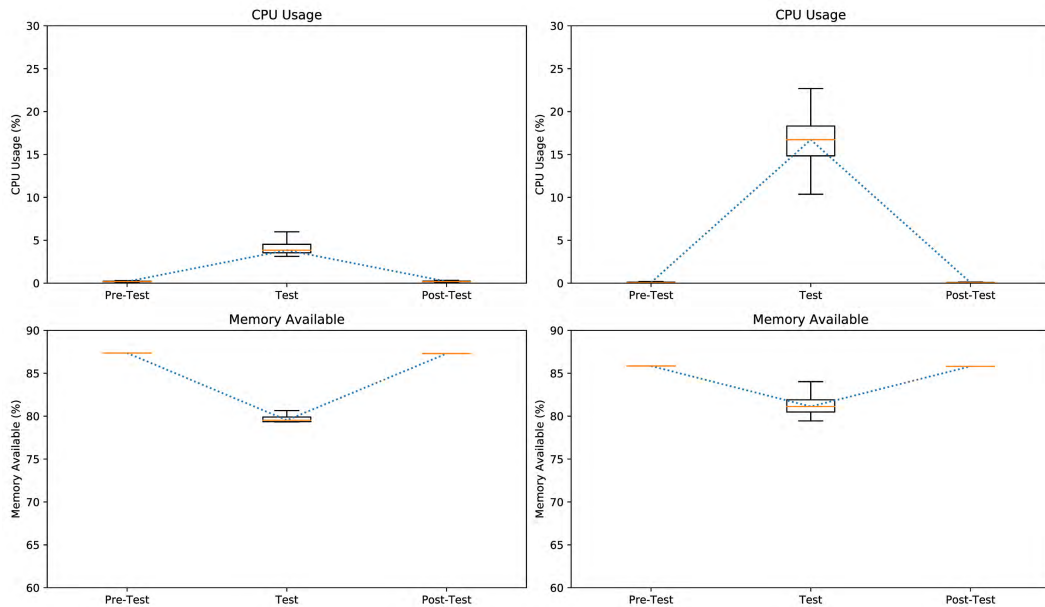 CPU Usage
30
25
20
15
10
5
0
CPU Usage (%)
Pre-Test Test Post-Test
CPU Usage
30
25
20
15
10
5
0
CPU Usage (%)
Pre-Test Test Post-Test
Memory Available
90
85
80
75
70
65
60
Memory Available (%)
Pre-Test Test Post-Test
Memory Available
90
85
80
75
70
65
60
Memory Available (%)
Pre-Test Test Post-Test